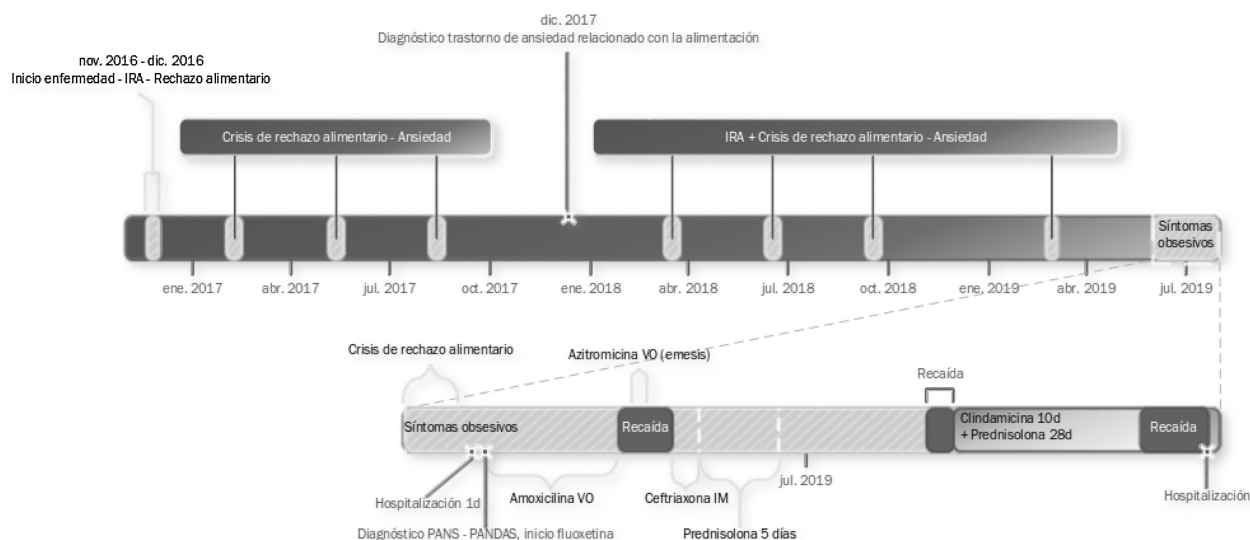 dic. 2017
Diagnóstico trastorno de ansiedad relacionado con la alimentación
nov. 2016 - dic. 2016
Inicio enfermedad - IRA - Rechazo alimentario
Crisis de rechazo alimentario - Ansiedad
IRA + Crisis de rechazo alimentario - Ansiedad
Síntomas
obsesivos
ene. 2017
abr. 2017
jul. 2017
oct. 2017
ene. 2018
abr. 2018
jul. 2018
oct. 2018
ene. 2019
abr. 2019
jul. 2019
Crisis de rechazo alimentario
Azitromicina VO (emesis)
Recaída
Síntomas obsesivos
Recaída
Clindamicina 10d
+ Prednisolona 28d
Recaída
jul. 2019
Hospitalización 1d
Amoxicilina VO
Ceftriaxona IM
Hospitalización
Diagnóstico PANS - PANDAS, inicio fluoxetina
Prednisolona 5 días